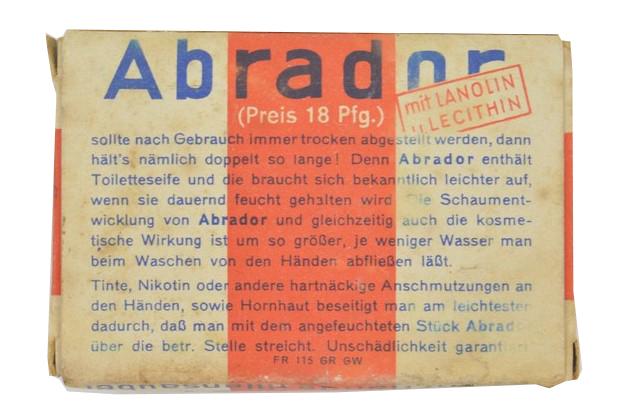 Abrador
(Preis 18 Pfg.)
mit LANOLIN
u. LECITHIN
sollte nach Gebrauch immer trocken abgestellt werden, dann
hält's nämlich doppelt so lange! Denn Abrador enthält
Toiletteseife und die braucht sich bekanntlich leichter auf,
wenn sie dauernd feucht gehalten wird. Die Schaument-
wicklung von Abrador und gleichzeitig auch die kosme-
tische Wirkung ist um so größer, je weniger Wasser man
beim Waschen von den Händen abfließen läßt.
Tinte, Nikotin oder andere hartnäckige Anschmutzungen an
den Händen, sowie Hornhaut beseitigt man am leichtesten
dadurch, daß man mit dem angefeuchteten Stück Abrador
über die betr. Stelle streicht. Unschädlichkeit garantiert
FR 115 GR GW